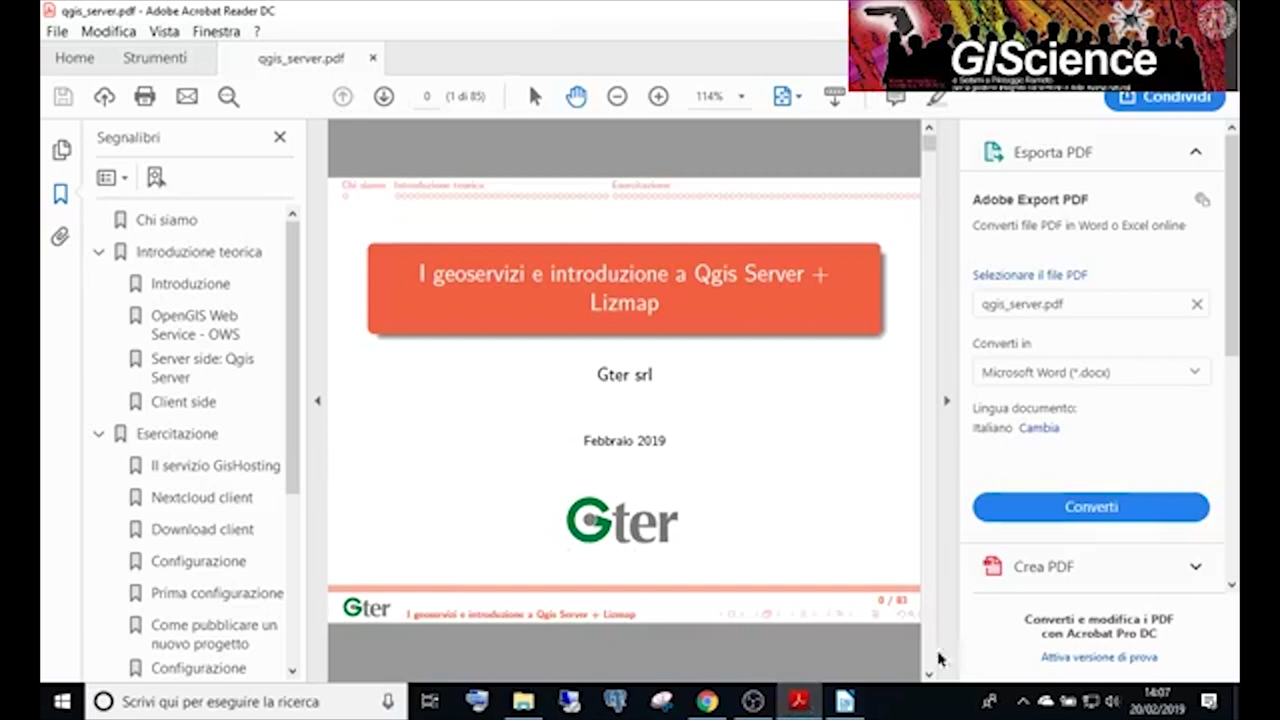 qgis_server.pdf - Adobe Acrobat Reader DC
File Modifica Vista Finestra ?
Home Strumenti qgis_server.pdf
GIScience
0 (1 di 85) 114%
Condividi
Segnalibri
Chi siamo
Introduzione teorica
Introduzione
OpenGIS Web
Service - OWS
Server side: Qgis
Server
Client side
Esercitazione
Il servizio GisHosting
Nextcloud client
Download client
Configurazione
Prima configurazione
Come pubblicare un
nuovo progetto
Configurazione
Chi siamo Introduzione teorica Esercitazione
I geoservizi e introduzione a Qgis Server +
Lizmap
Gter srl
Febbraio 2019
Gter
Gter I geoservizi e introduzione a Qgis Server + Lizmap 0 / 83
Esporta PDF
Adobe Export PDF
Converti file PDF in Word o Excel online
Selezionare il file PDF
qgis_server.pdf
Converti in
Microsoft Word (*.docx)
Lingua documento:
Italiano Cambia
Converti
Crea PDF
Converti e modifica i PDF
con Acrobat Pro DC
Attiva versione di prova
Scrivi qui per eseguire la ricerca
14:07
20/02/2019